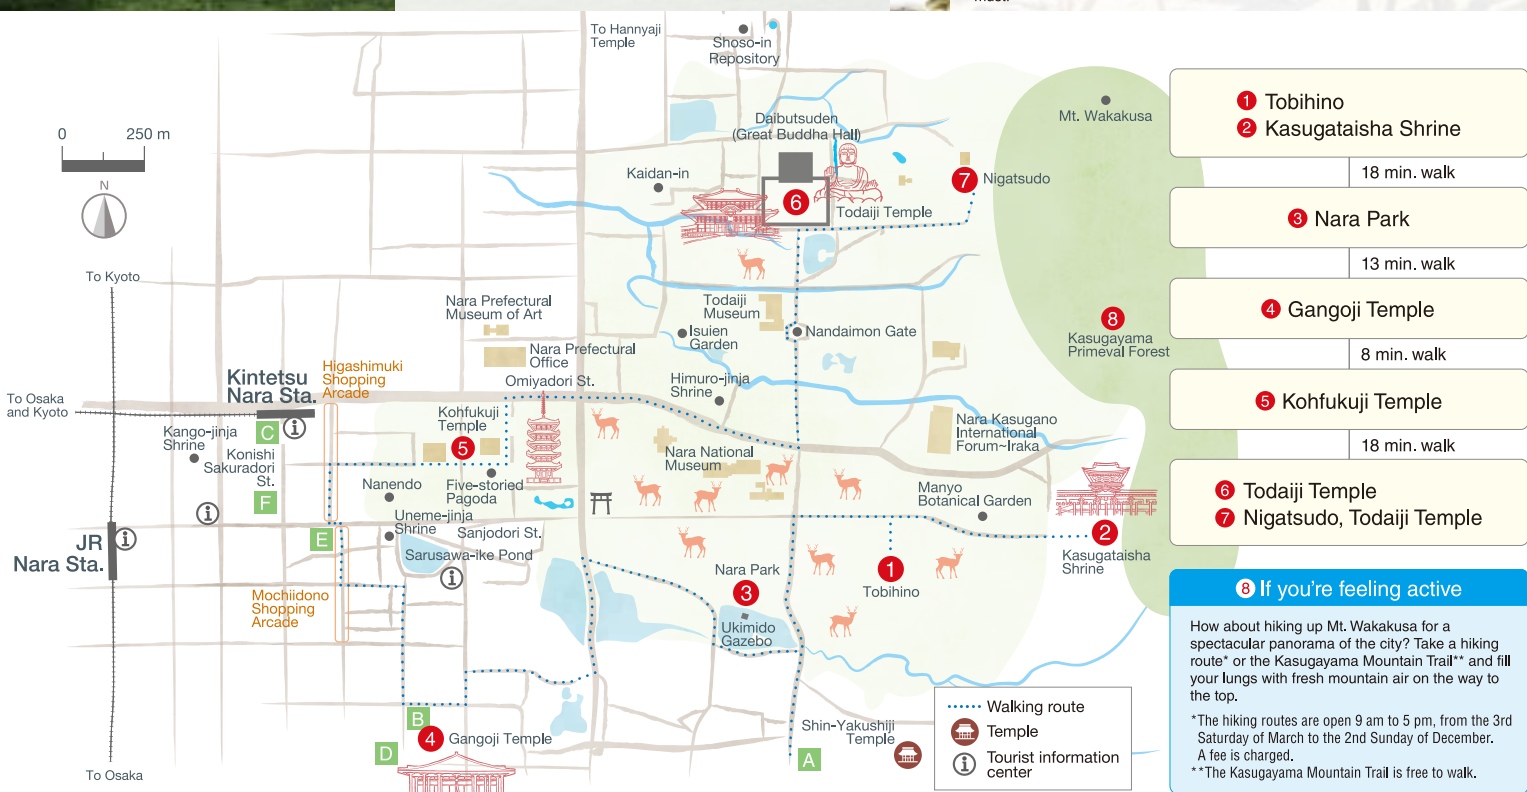 must.
To Hannyaji
Temple
Shoso-in
Repository
Mt. Wakakusa
0 250 m
N
Daibutsuden
(Great Buddha Hall)
Kaidan-in
7 Nigatsudo
6
Todaiji Temple
To Kyoto
Nara Prefectural
Museum of Art
Todaiji
Museum
Isuien
Garden
Nandaimon Gate
8
Kasugayama
Primeval Forest
Nara Prefectural
Office
Omiyadori St.
Himuro-jinja
Shrine
Higashimuki
Shopping
Arcade
Kintetsu
Nara Sta.
To Osaka
and Kyoto
C i
Kango-jinja
Shrine
Konishi
Sakuradori
St.
F
i
Kohfukuji
Temple
5
Five-storied
Pagoda
Nanendo
Nara National
Museum
Nara Kasugano
International
Forum~Iraka
Manyo
Botanical Garden
2
Kasugataisha
Shrine
Uneme-jinja
Shrine
Sanjodori St.
Sarusawa-ike Pond
i
E
JR
Nara Sta.
i
Mochiidono
Shopping
Arcade
Nara Park
3
Ukimido
Gazebo
1
Tobihino
B
4 Gangoji Temple
D
A
Shin-Yakushiji
Temple
To Osaka
Walking route
Temple
i Tourist information
center
1 Tobihino
2 Kasugataisha Shrine
18 min. walk
3 Nara Park
13 min. walk
4 Gangoji Temple
8 min. walk
5 Kohfukuji Temple
18 min. walk
6 Todaiji Temple
7 Nigatsudo, Todaiji Temple
8 If you're feeling active
How about hiking up Mt. Wakakusa for a
spectacular panorama of the city? Take a hiking
route* or the Kasugayama Mountain Trail** and fill
your lungs with fresh mountain air on the way to
the top.
*The hiking routes are open 9 am to 5 pm, from the 3rd
Saturday of March to the 2nd Sunday of December.
A fee is charged.
**The Kasugayama Mountain Trail is free to walk.